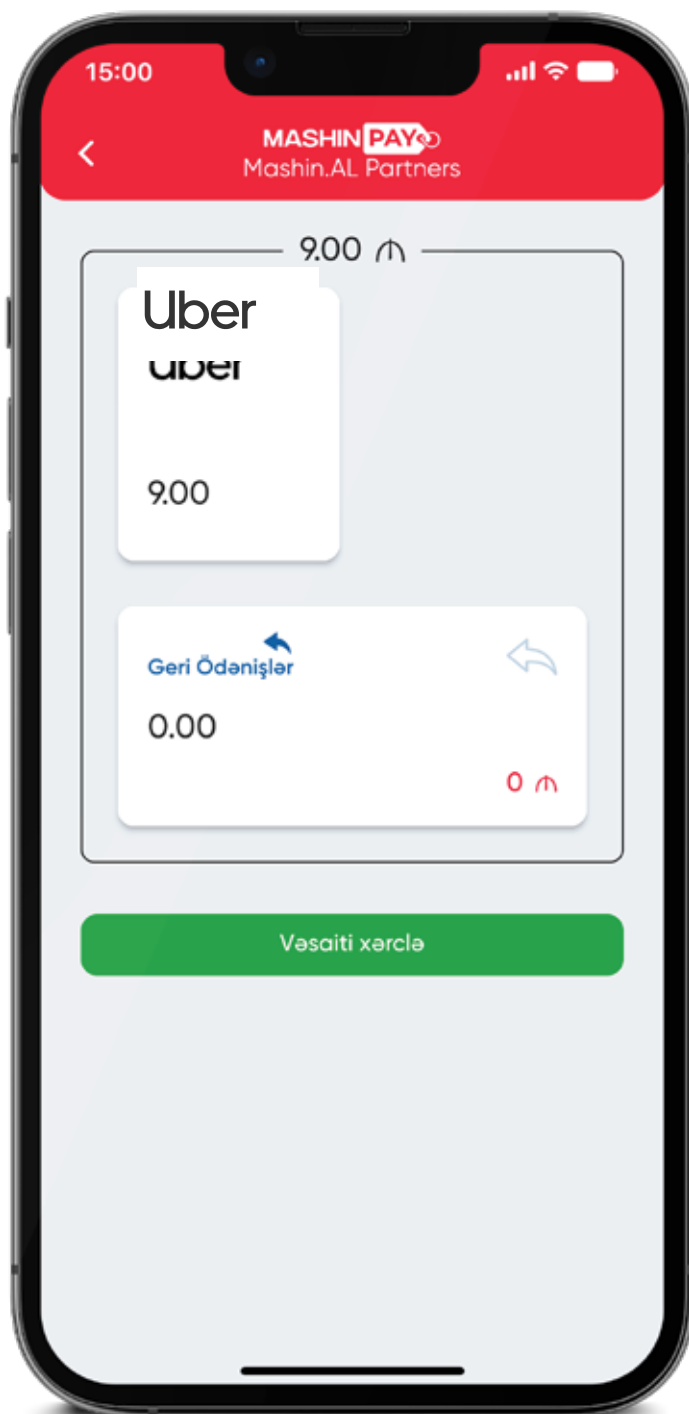 15:00
MASHIN PAY
Mashin.AL Partners
9.00 ₼
Uber
uber
9.00
Geri Ödənişlər
0.00
0 ₼
Vəsaiti xərclə